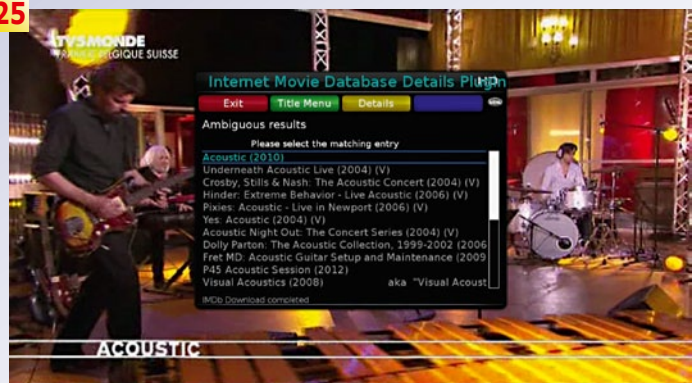 25
TV5MONDE
FRANCE BELGIQUE SUISSE
Internet Movie Database Details Plugin
Exit
Title Menu
Details
Ambiguous results
Please select the matching entry
Acoustic (2010)
Underneath Acoustic Live (2004) (V)
Crosby, Stills & Nash: The Acoustic Concert (2004) (V)
Hinder: Extreme Behavior - Live Acoustic (2006) (V)
Pixies: Acoustic - Live in Newport (2006) (V)
Yes: Acoustic (2004) (V)
Acoustic Night Out: The Concert Series (2004) (V)
Dolly Parton: The Acoustic Collection, 1999-2002 (2006
Fret MD: Acoustic Guitar Setup and Maintenance (2009
P45 Acoustic Session (2012)
Visual Acoustics (2008) aka "Visual Acoust
IMDb Download completed
ACOUSTIC